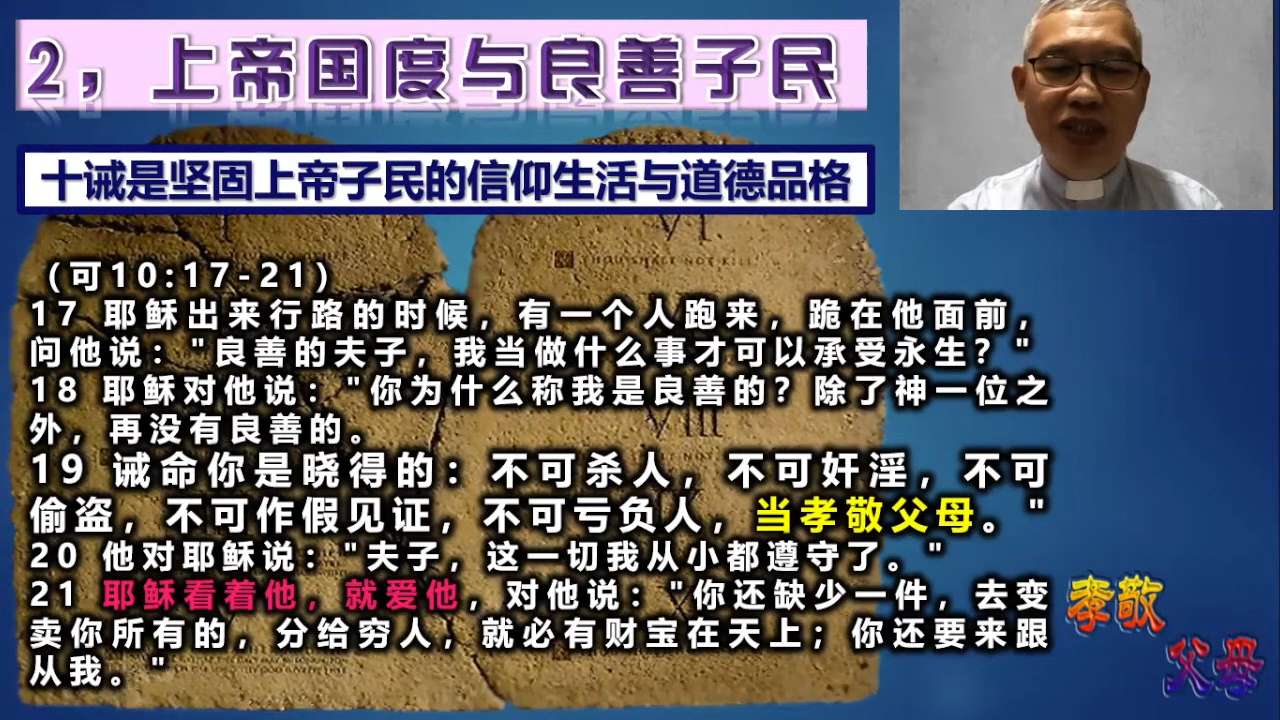 2，上帝国度与良善子民
十诫是坚固上帝子民的信仰生活与道德品格
I
VI
THOU SHALT NOT KILL
（可10:17-21）
17 耶稣出来行路的时候，有一个人跑来，跪在他面前，
问他说："良善的夫子，我当做什么事才可以承受永生？"
18 耶稣对他说："你为什么称我是良善的？除了神一位之
外，再没有良善的。
VIII
19 诫命你是晓得的：不可杀人，不可奸淫，不可
偷盗，不可作假见证，不可亏负人，当孝敬父母。"
20 他对耶稣说："夫子，这一切我从小都遵守了。"
21 耶稣看着他，就爱他，对他说："你还缺少一件，去变
卖你所有的，分给穷人，就必有财宝在天上；你还要来跟
从我。"
孝敬
父母